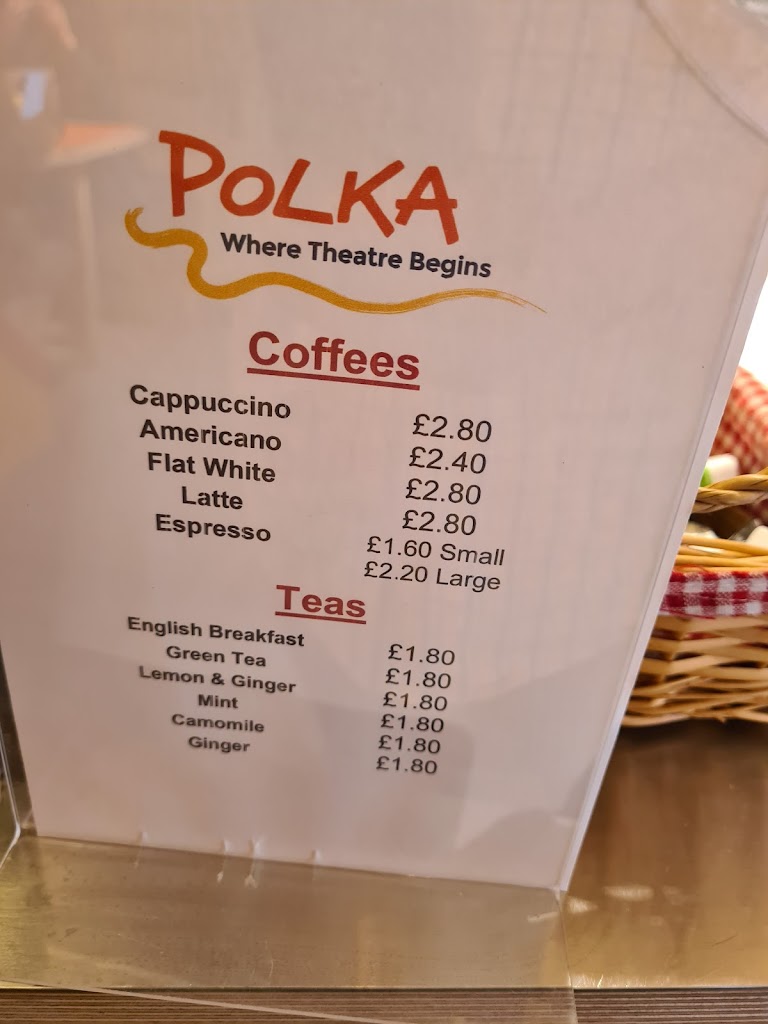 POLKA
Where Theatre Begins
Coffees
Cappuccino £2.80
Americano £2.40
Flat White £2.80
Latte £2.80
Espresso £1.60 Small
£2.20 Large
Teas
English Breakfast £1.80
Green Tea £1.80
Lemon & Ginger £1.80
Mint £1.80
Camomile £1.80
Ginger £1.80